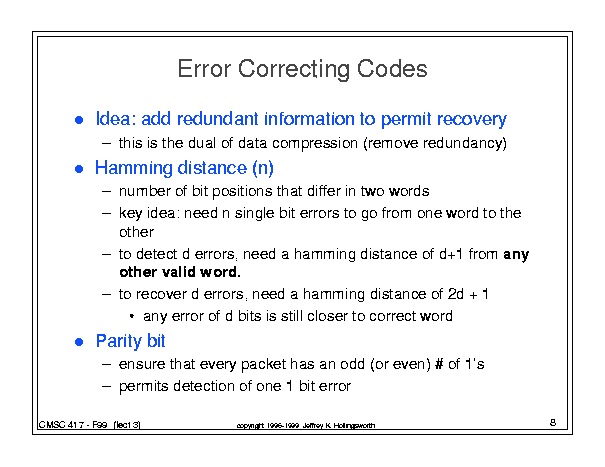 Error Correcting Codes
● Idea: add redundant information to permit recovery
– this is the dual of data compression (remove redundancy)
● Hamming distance (n)
– number of bit positions that differ in two words
– key idea: need n single bit errors to go from one word to the
other
– to detect d errors, need a hamming distance of d+1 from any
other valid word.
– to recover d errors, need a hamming distance of 2d + 1
• any error of d bits is still closer to correct word
● Parity bit
– ensure that every packet has an odd (or even) # of 1's
– permits detection of one 1 bit error
CMSC 417 - F99 (lect 3)
copyright 1996-1999 Jeffrey K. Hollingsworth
8